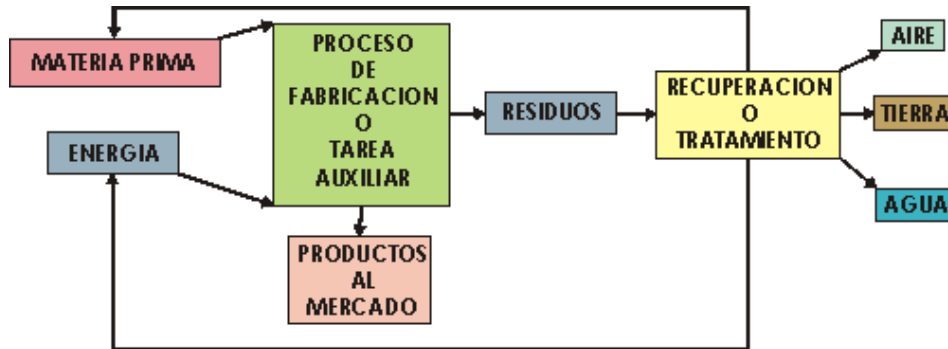 MATERIA PRIMA
ENERGIA
PROCESO
DE
FABRICACION
O
TAREA
AUXILIAR
PRODUCTOS
AL
MERCADO
RESIDUOS
RECUPERACION
O
TRATAMIENTO
AIRE
TIERRA
AGUA